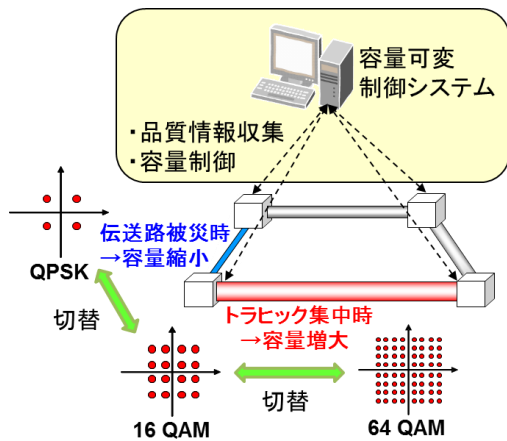 容量可変
制御システム
・品質情報収集
・容量制御
伝送路被災時
→容量縮小
QPSK
切替
トラヒック集中時
→容量増大
切替
16 QAM
64 QAM